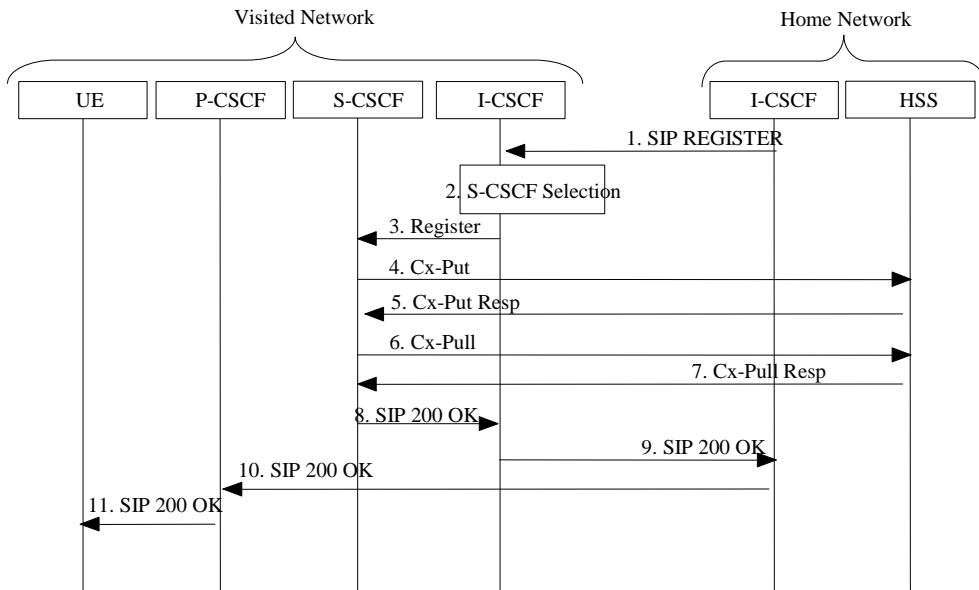 Visited Network
Home Network
UE
P-CSCF
S-CSCF
I-CSCF
I-CSCF
HSS
1. SIP REGISTER
2. S-CSCF Selection
3. Register
4. Cx-Put
5. Cx-Put Resp
6. Cx-Pull
7. Cx-Pull Resp
8. SIP 200 OK
9. SIP 200 OK
10. SIP 200 OK
11. SIP 200 OK